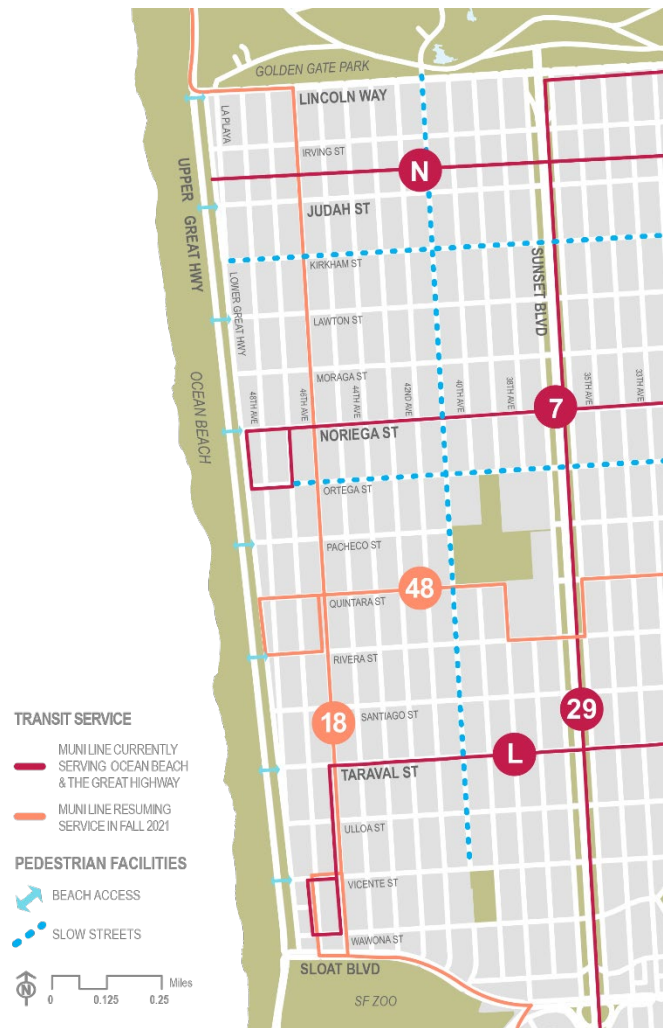 GOLDEN GATE PARK
LINCOLN WAY
LA PLAYA
IRVING ST
N
UPPER GREAT HWY
JUDAH ST
SUNSET BLVD
KIRKHAM ST
LOWER GREAT HWY
LAWTON ST
OCEAN BEACH
MORAGA ST
48TH AVE
46TH AVE
44TH AVE
42ND AVE
40TH AVE
38TH AVE
35TH AVE
33TH AVE
7
NORIEGA ST
ORTEGA ST
PACHECO ST
48
QUINTARA ST
RIVERA ST
18
SANTIAGO ST
29
L
TARAVAL ST
ULLOA ST
VICENTE ST
WAWONA ST
SLOAT BLVD
SF ZOO
TRANSIT SERVICE
MUNI LINE CURRENTLY
SERVING OCEAN BEACH
& THE GREAT HIGHWAY
MUNI LINE RESUMING
SERVICE IN FALL 2021
PEDESTRIAN FACILITIES
BEACH ACCESS
SLOW STREETS
N
Miles
0 0.125 0.25